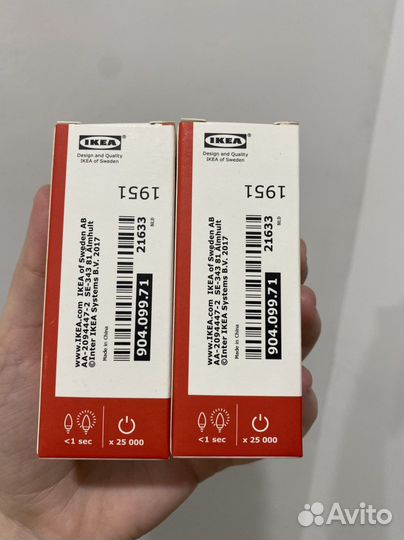 IKEA®
Design and Quality
IKEA of Sweden
1951
www.IKEA.com IKEA of Sweden AB
AA-2094447-2 SE-343 81 Älmhult
©Inter IKEA Systems B.V. 2017
Made in China
904.099.71
21633
NLD
<1 sec
x 25 000
IKEA®
Design and Quality
IKEA of Sweden
1951
www.IKEA.com IKEA of Sweden AB
AA-2094447-2 SE-343 81 Älmhult
©Inter IKEA Systems B.V. 2017
Made in China
904.099.71
21633
NLD
<1 sec
x 25 000
Avito